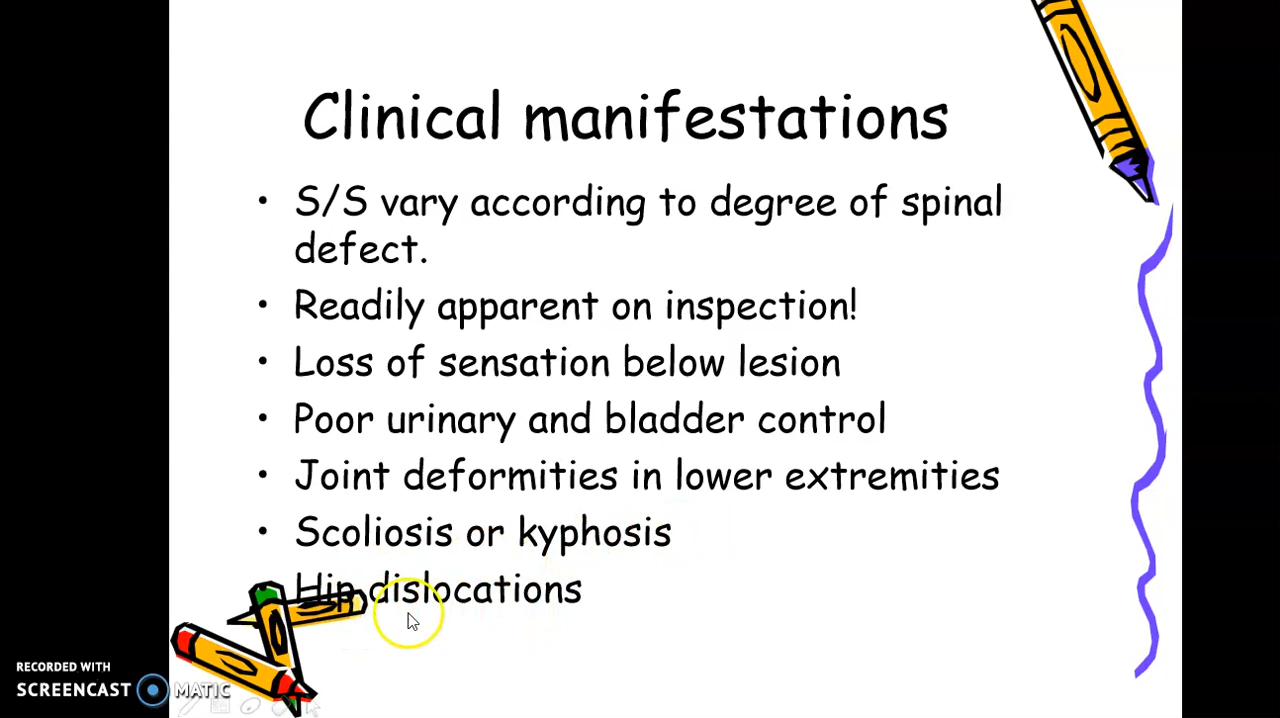 Clinical manifestations
• S/S vary according to degree of spinal
defect.
• Readily apparent on inspection!
• Loss of sensation below lesion
• Poor urinary and bladder control
• Joint deformities in lower extremities
• Scoliosis or kyphosis
Hip dislocations
RECORDED WITH
SCREENCAST MATIC